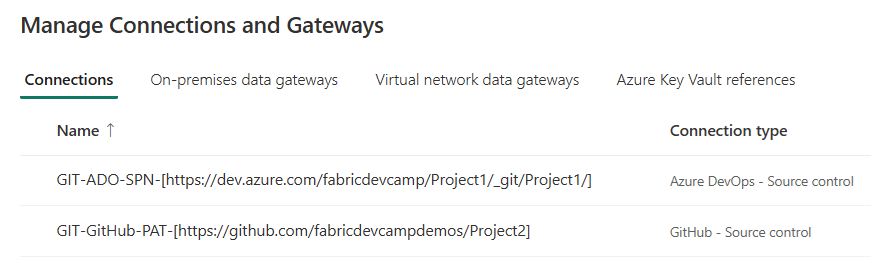 Manage Connections and Gateways
Connections On-premises data gateways Virtual network data gateways Azure Key Vault references
Name ↑ Connection type
GIT-ADO-SPN-[https://dev.azure.com/fabricdevcamp/Project1/_git/Project1/] Azure DevOps - Source control
GIT-GitHub-PAT-[https://github.com/fabricdevcampdemos/Project2] GitHub - Source control